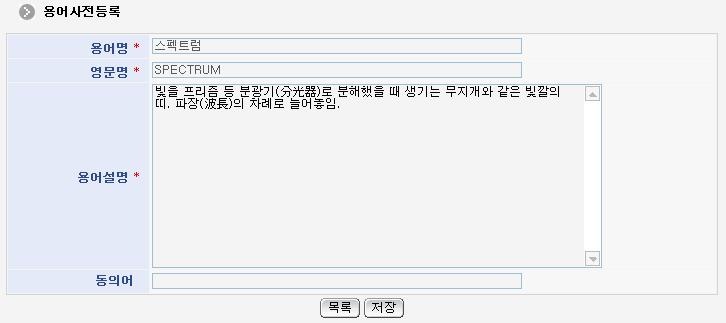 용어사전등록
용어명 * 스펙트럼
영문명 * SPECTRUM
빛을 프리즘 등 분광기(分光器)로 분해했을 때 생기는 무지개와 같은 빛깔의
띠. 파장(波長)의 차례로 늘어놓임.
용어설명 *
동의어
목록 저장